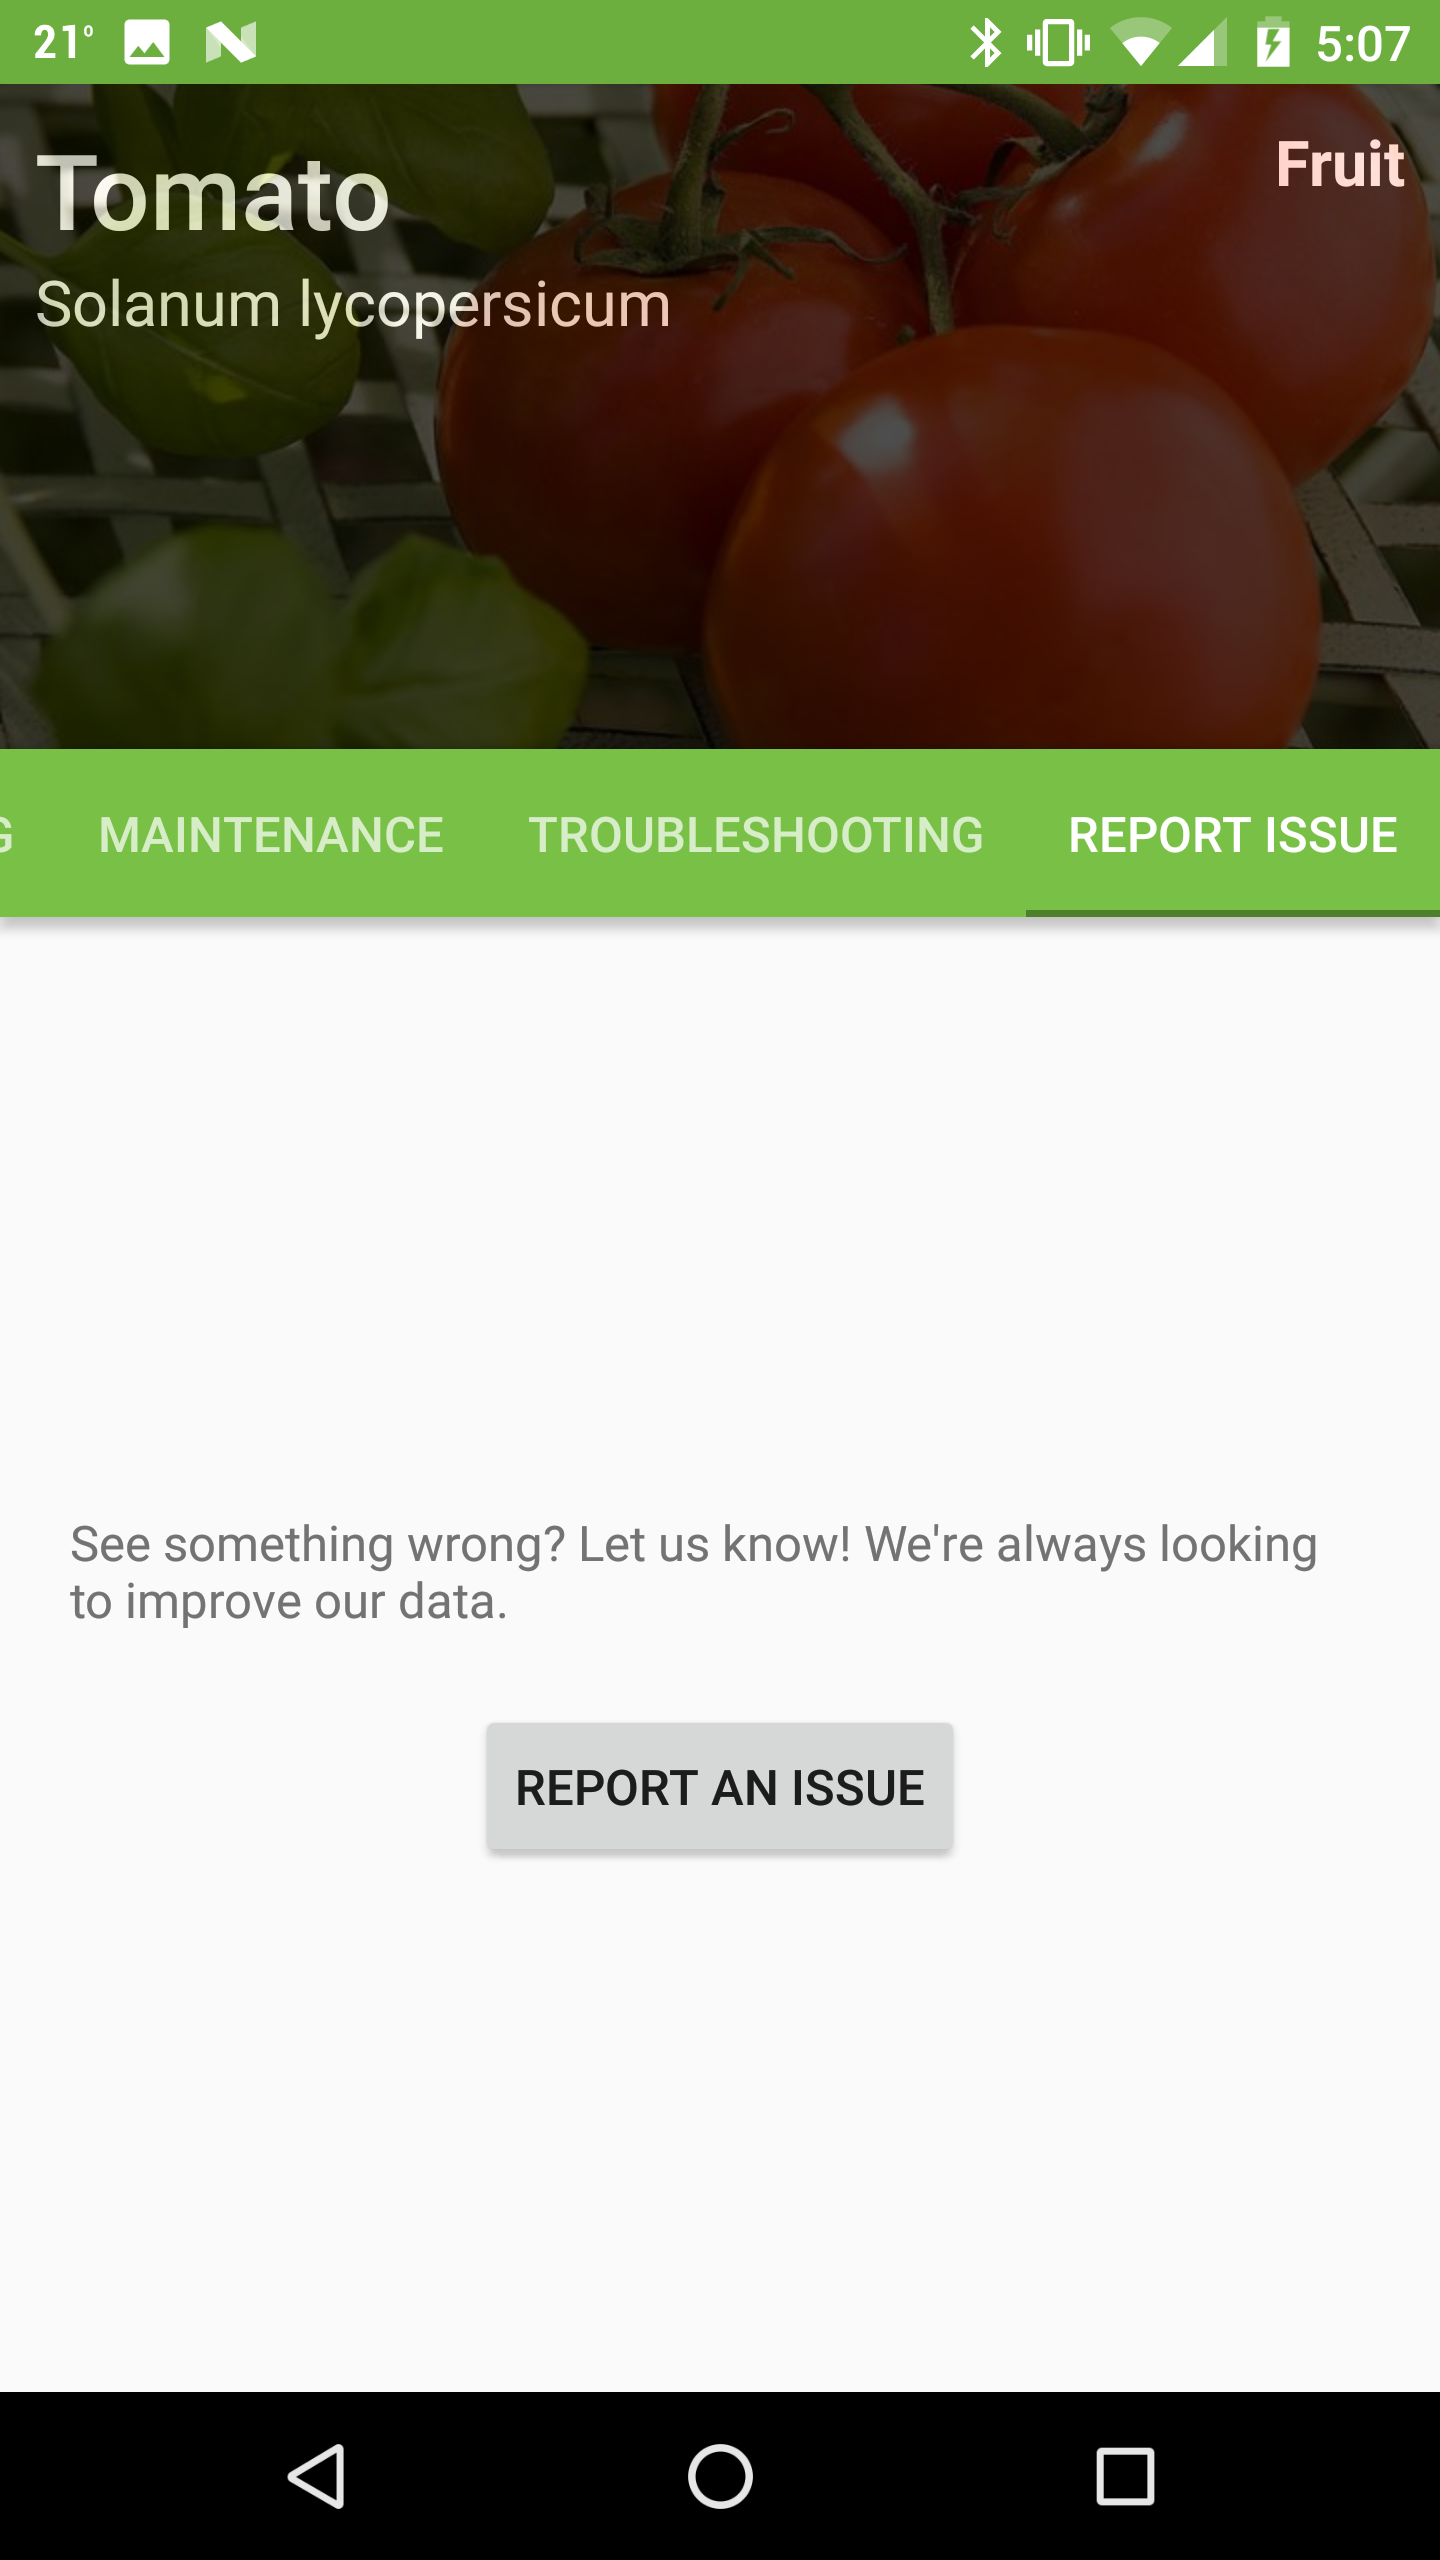 21°
5:07
Tomato
Fruit
Solanum lycopersicum
G MAINTENANCE TROUBLESHOOTING REPORT ISSUE
See something wrong? Let us know! We're always looking
to improve our data.
REPORT AN ISSUE